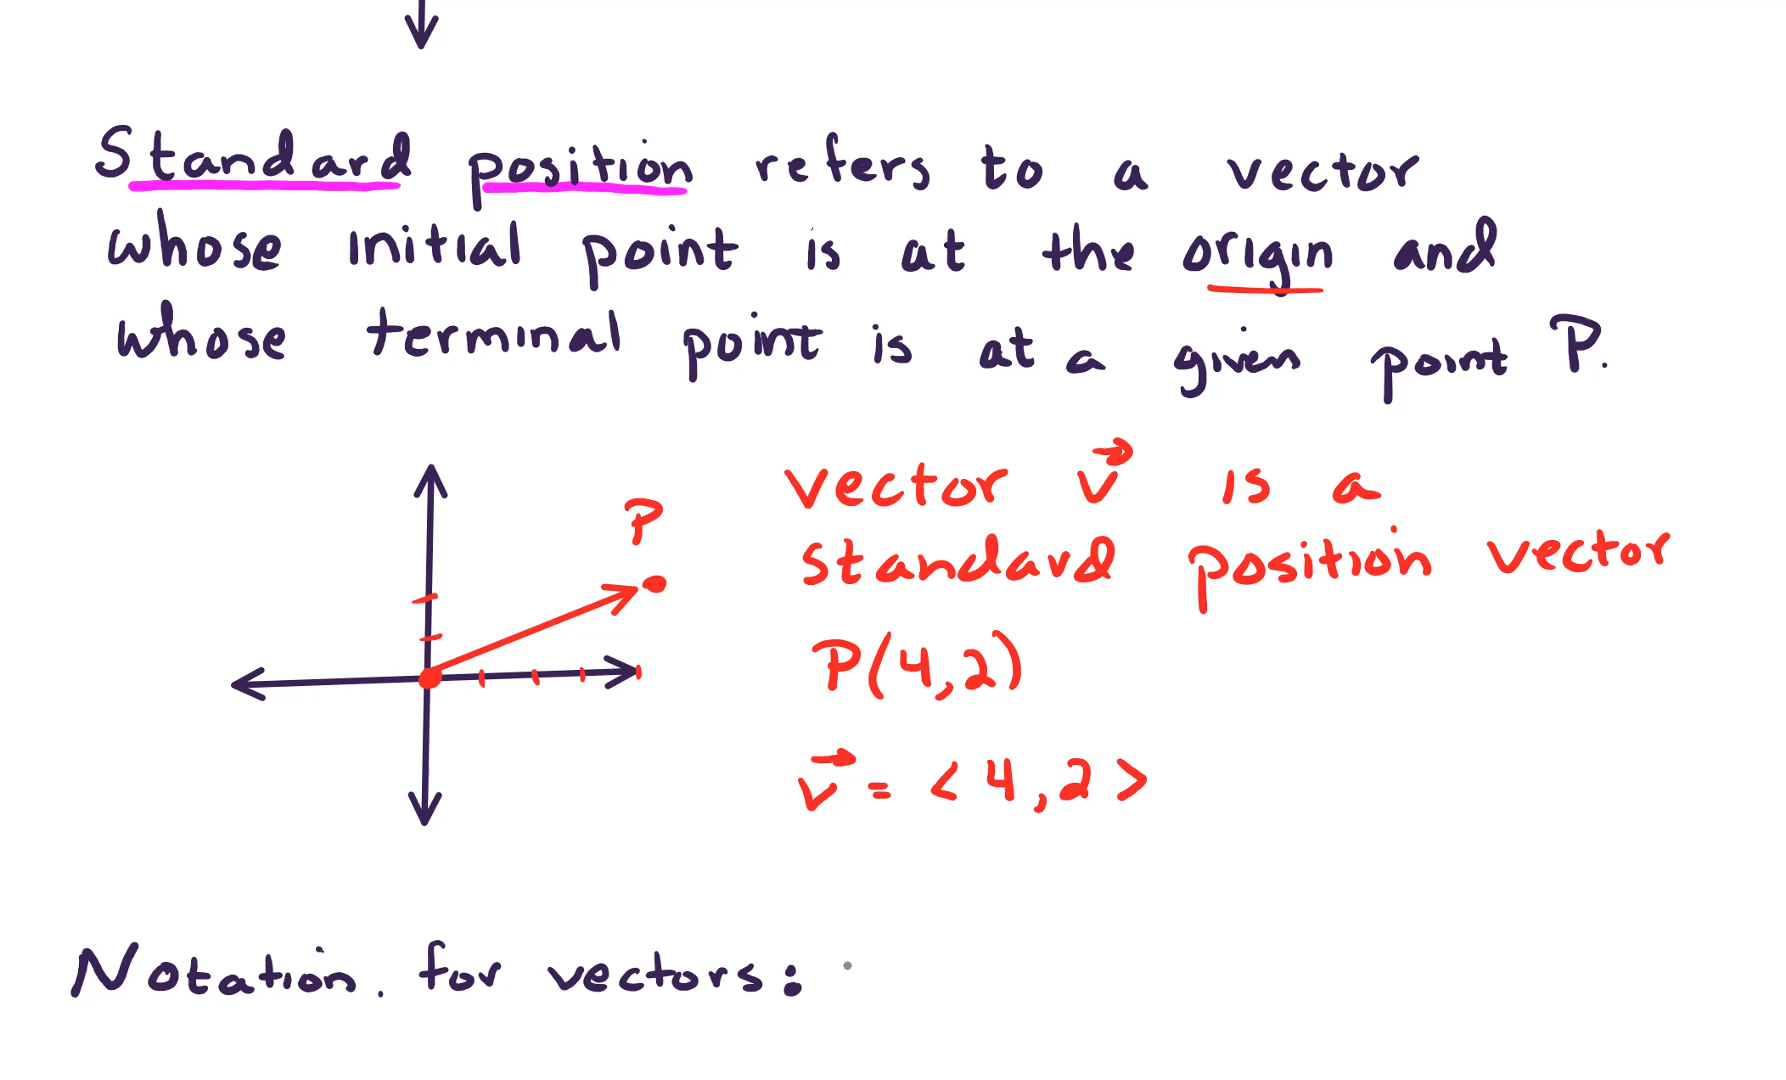 Standard position refers to a vector
whose initial point is at the origin and
whose terminal point is at a given point P.
P
vector v⃗ is a
standard position vector
P(4,2)
v⃗ = <4,2>
Notation. for vectors: